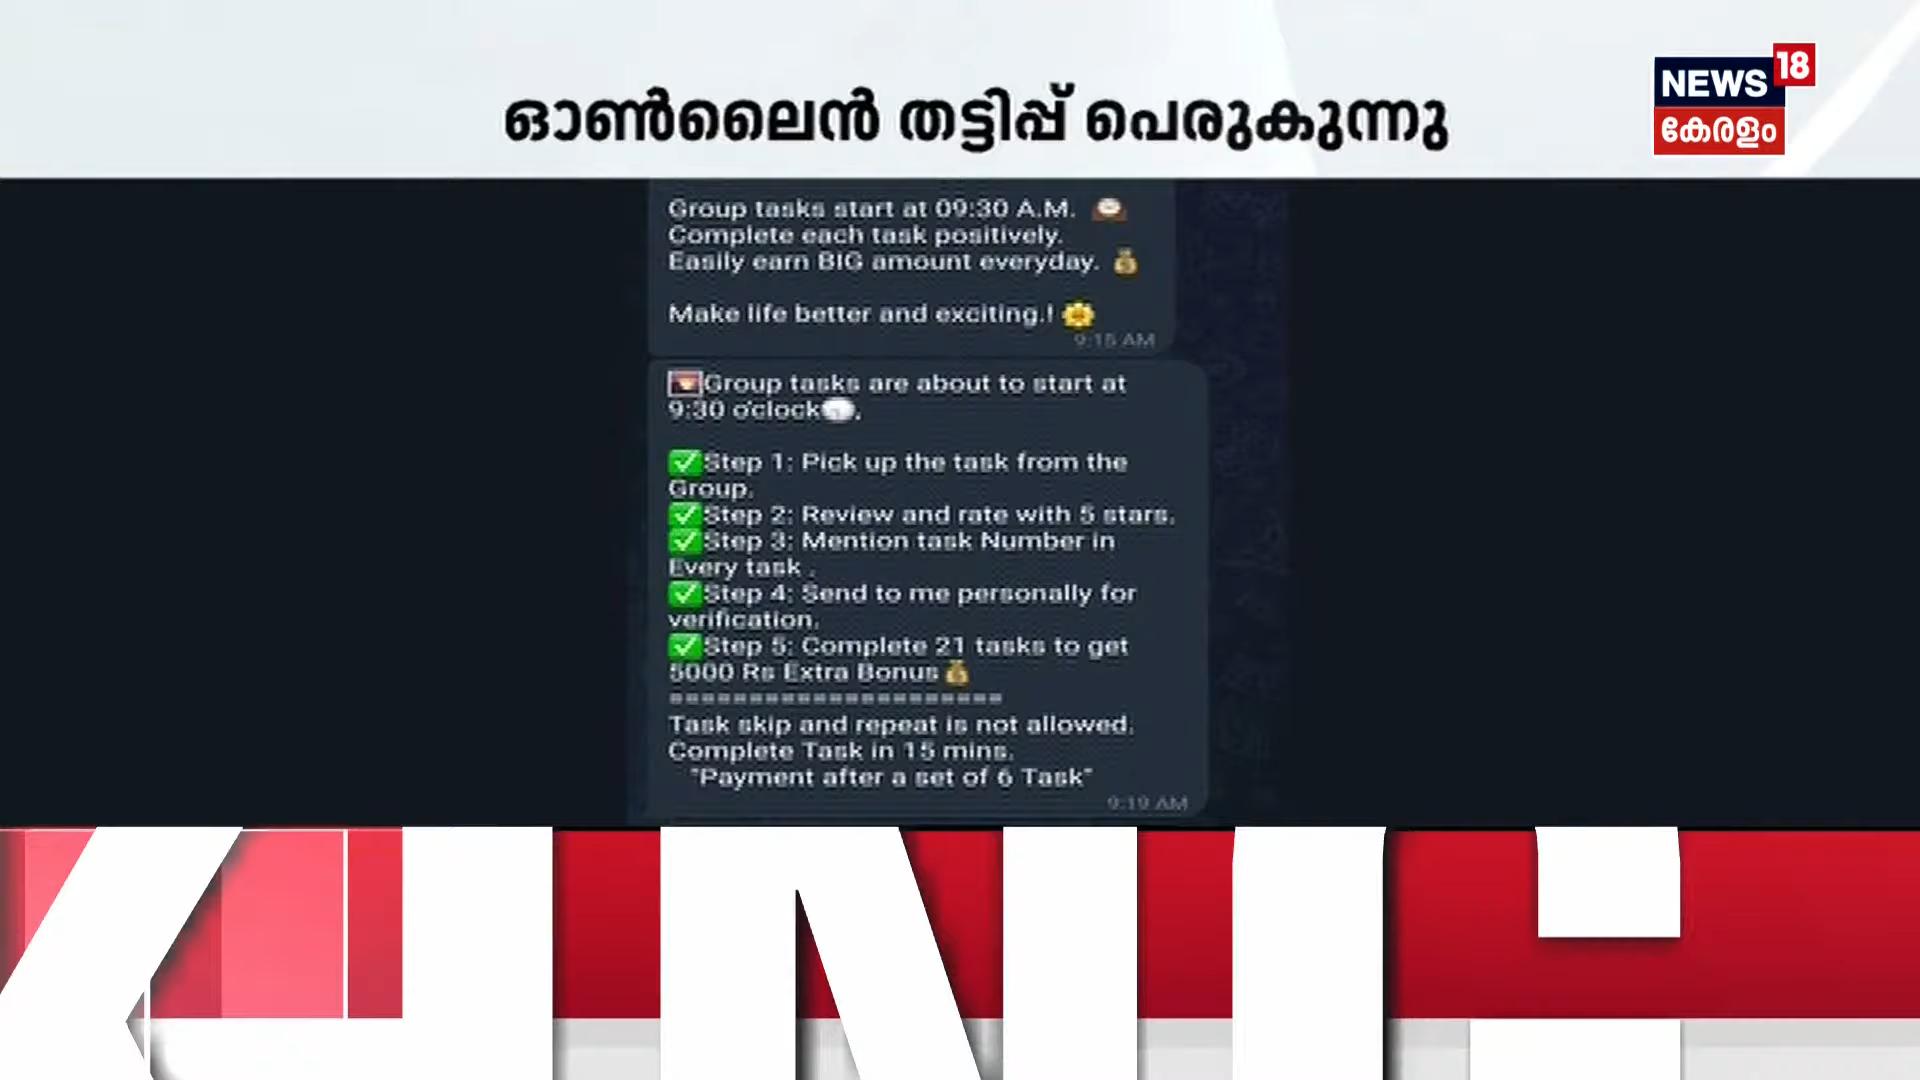 ഓൺലൈൻ തട്ടിപ്പ് പെരുകുന്നു
NEWS 18
കേരളം
Group tasks start at 09:30 A.M.
Complete each task positively.
Easily earn BIG amount everyday. 💰
Make life better and exciting.! 🌼
9:15 AM
Group tasks are about to start at
9:30 o'clock,
✅Step 1: Pick up the task from the
Group.
✅Step 2: Review and rate with 5 stars.
✅Step 3: Mention task Number in
Every task .
✅Step 4: Send to me personally for
verification.
✅Step 5: Complete 21 tasks to get
5000 Rs Extra Bonus💰
=====================
Task skip and repeat is not allowed.
Complete Task in 15 mins.
"Payment after a set of 6 Task"
9:19 AM